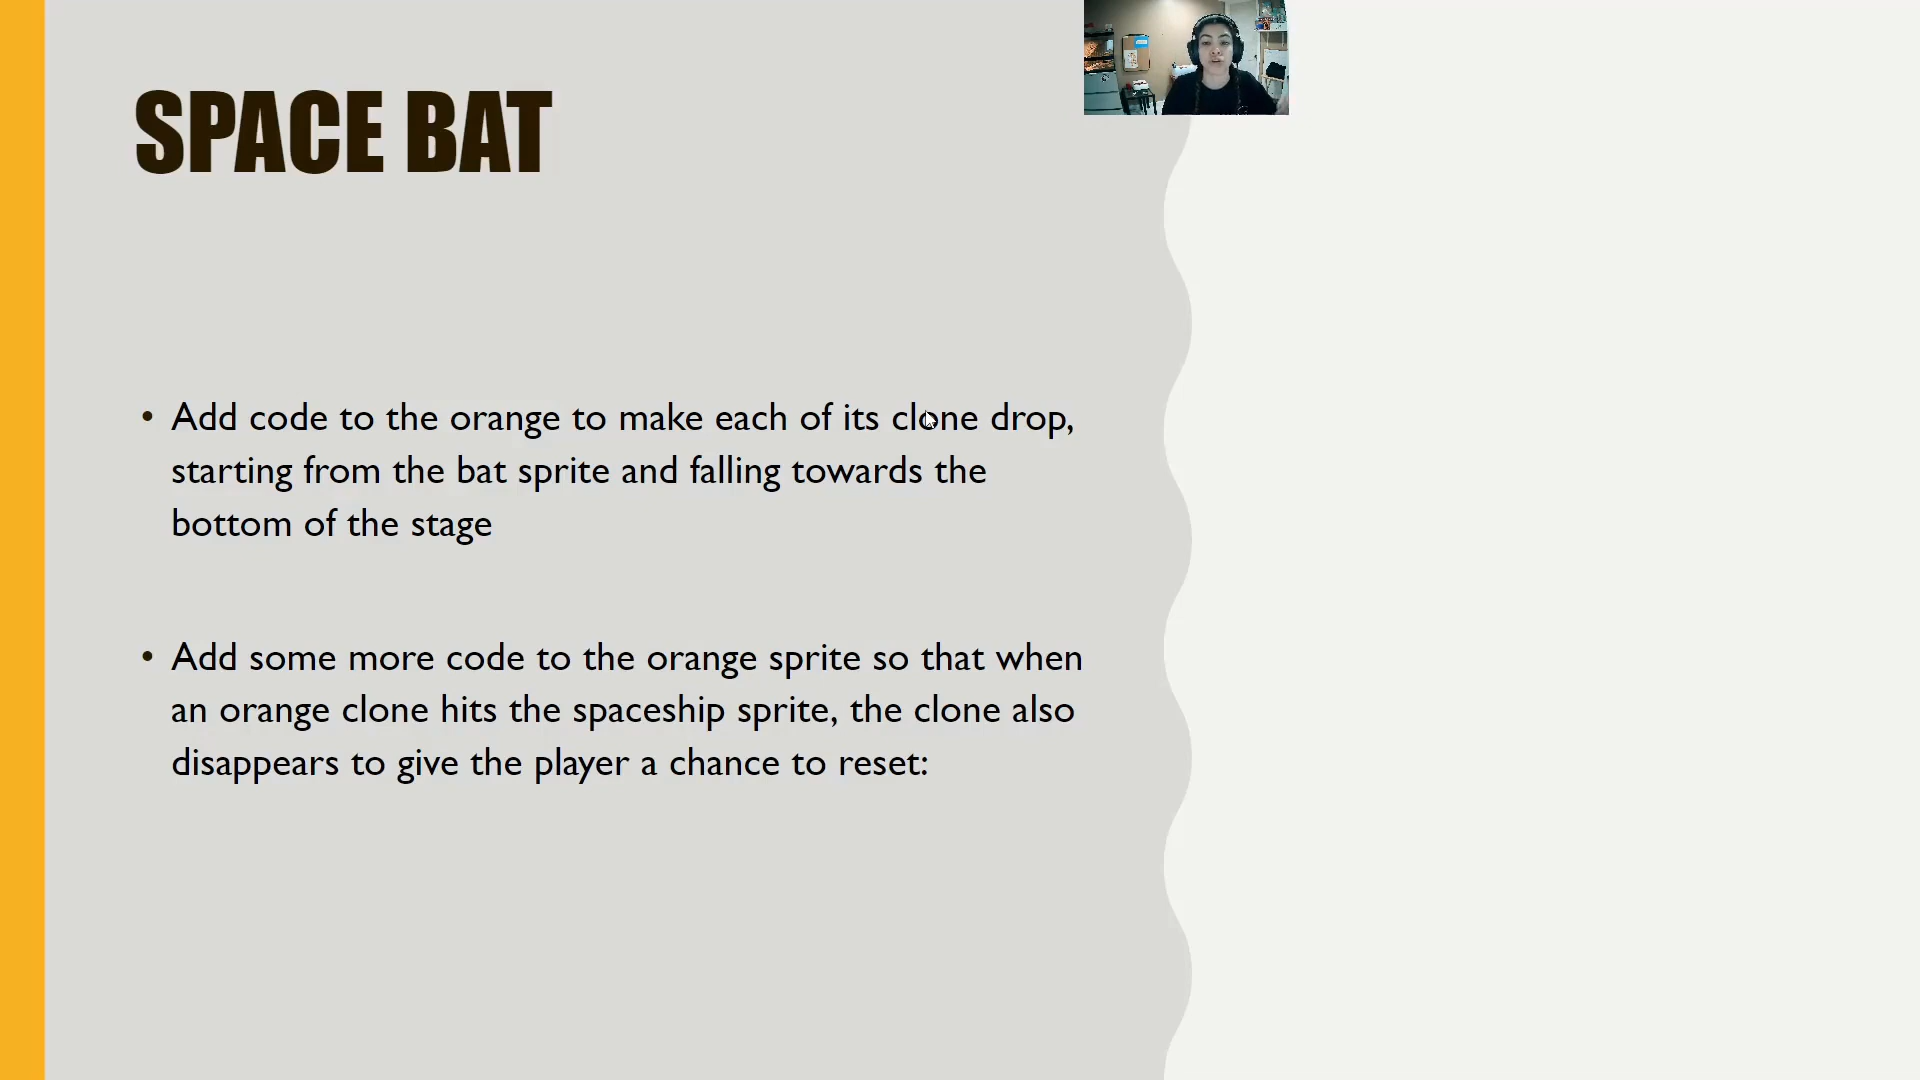 SPACE BAT
• Add code to the orange to make each of its clone drop,
starting from the bat sprite and falling towards the
bottom of the stage
• Add some more code to the orange sprite so that when
an orange clone hits the spaceship sprite, the clone also
disappears to give the player a chance to reset: